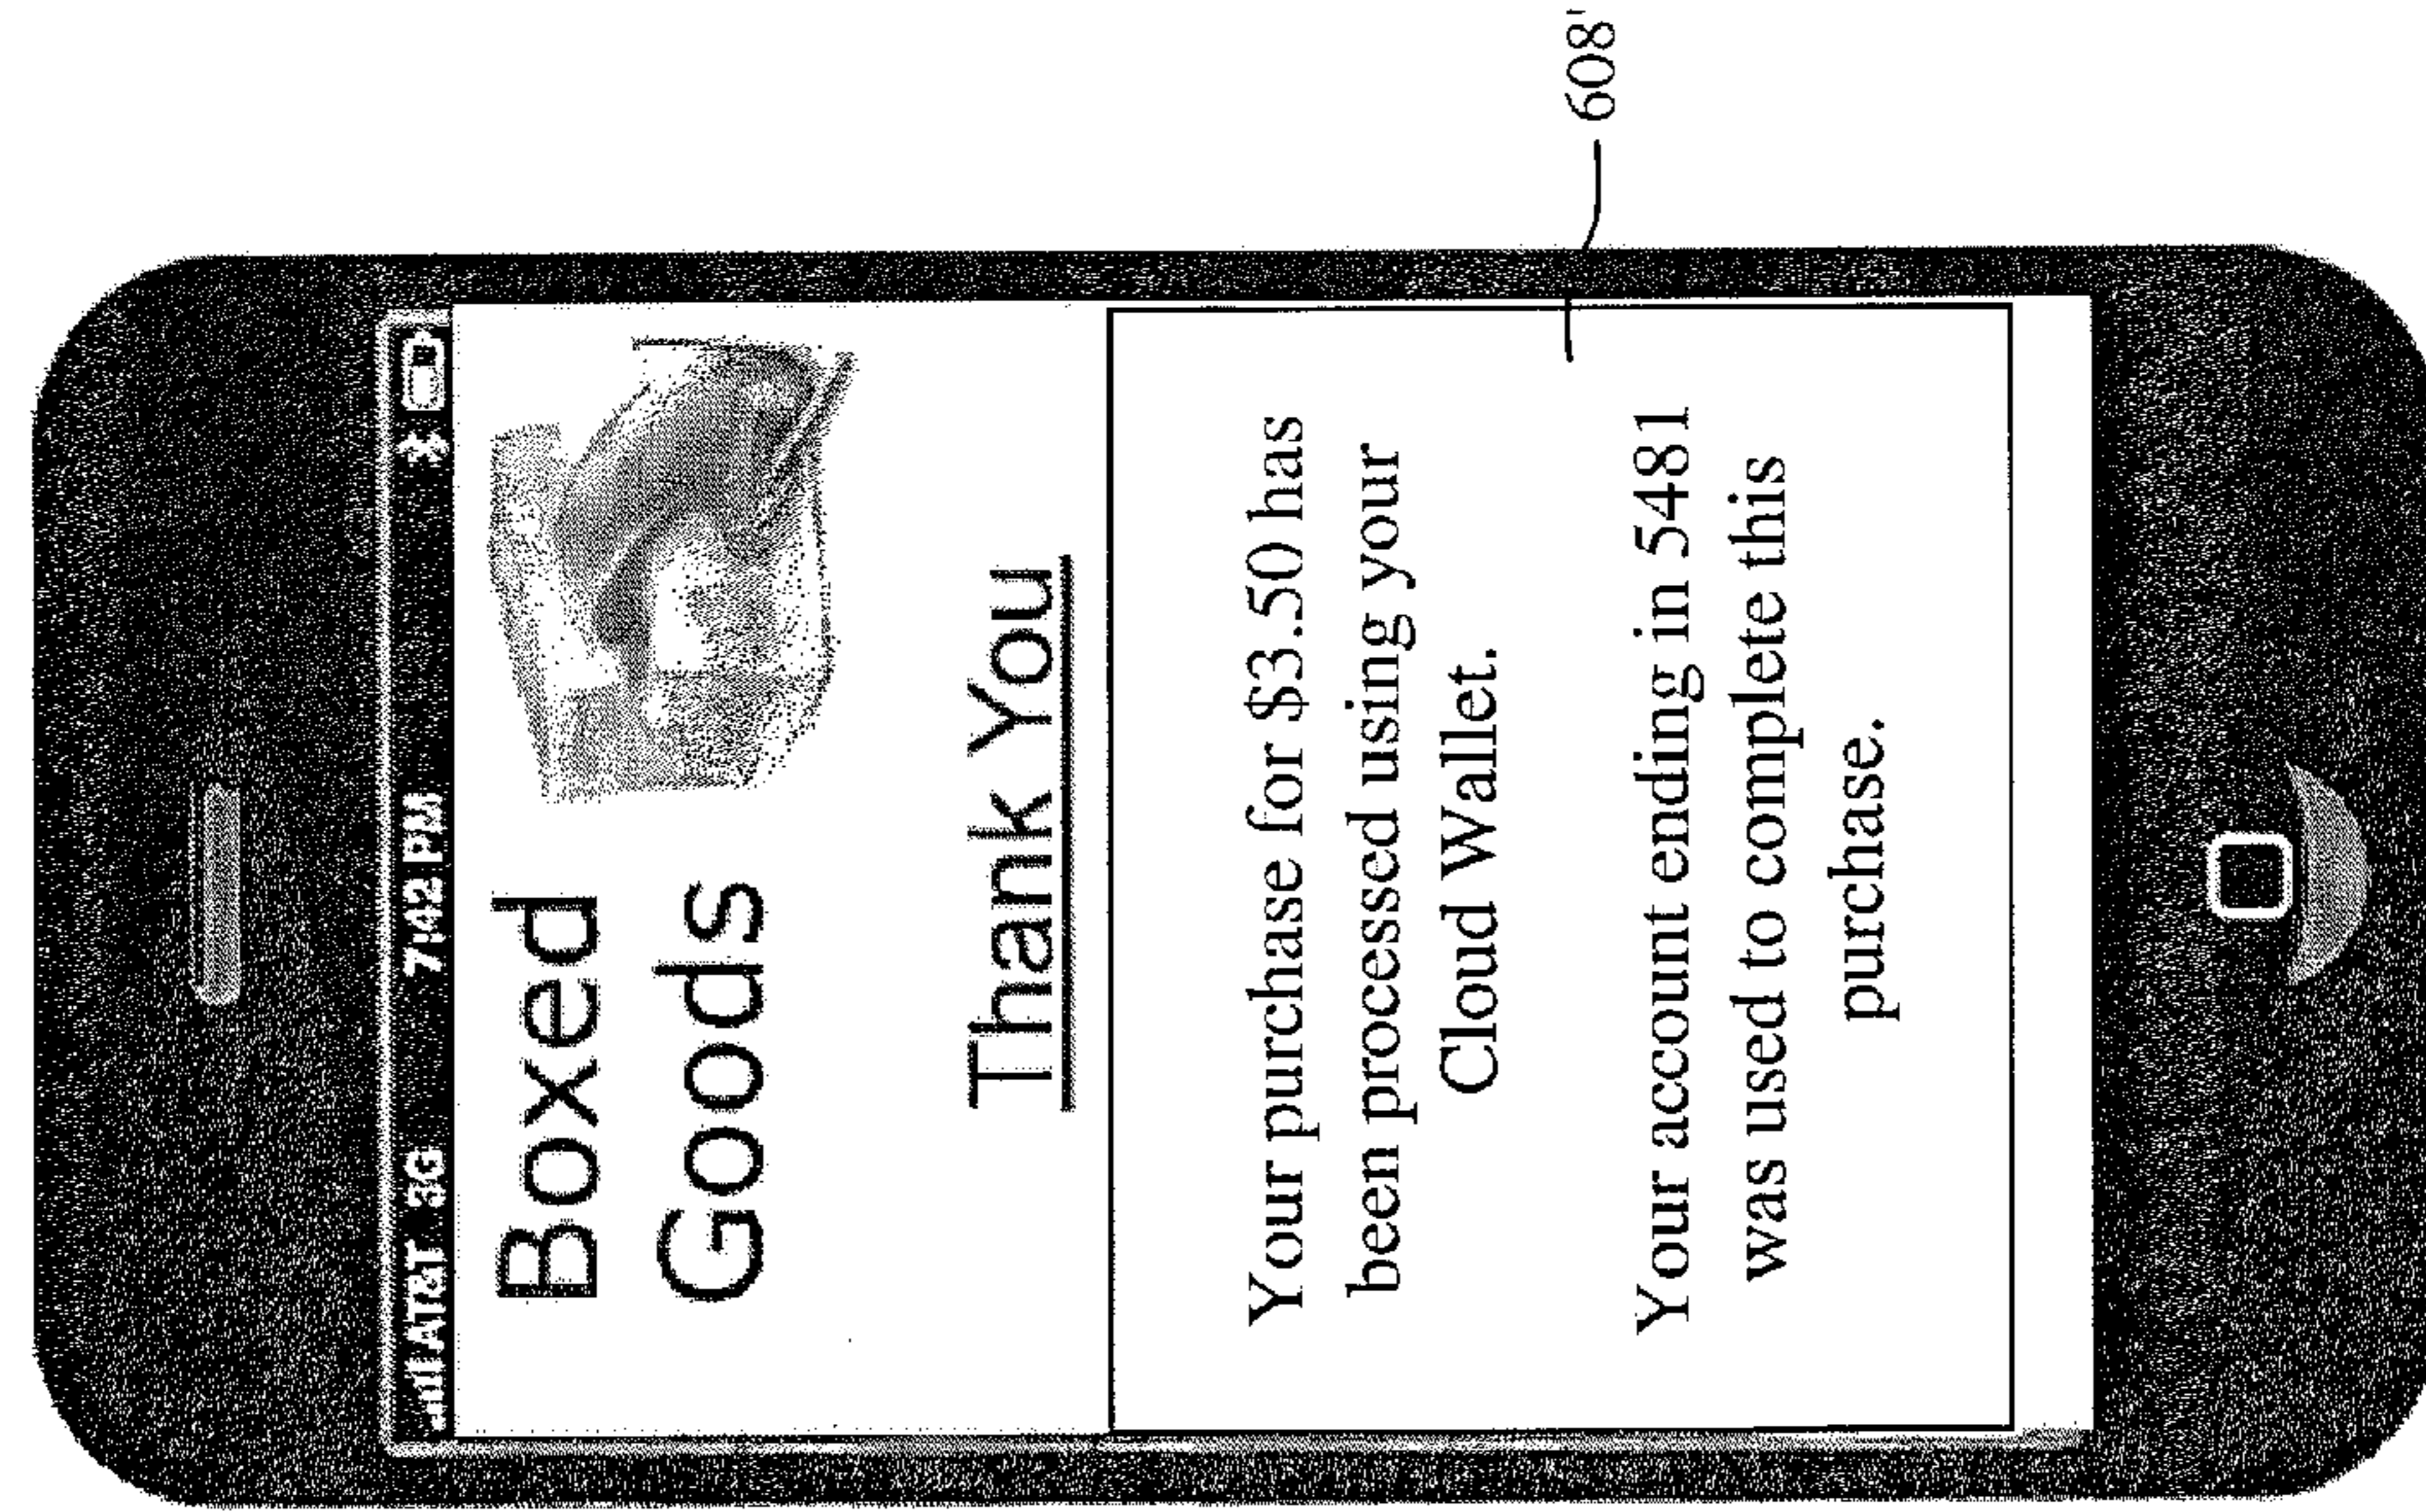 AT&T 3G 7:42 PM
Boxed
Goods
Thank You
Your purchase for $3.50 has
been processed using your
Cloud Wallet.
Your account ending in 5481
was used to complete this
purchase.
608'